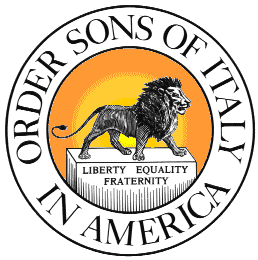 ORDER SONS OF ITALY
IN AMERICA
LIBERTY EQUALITY
FRATERNITY